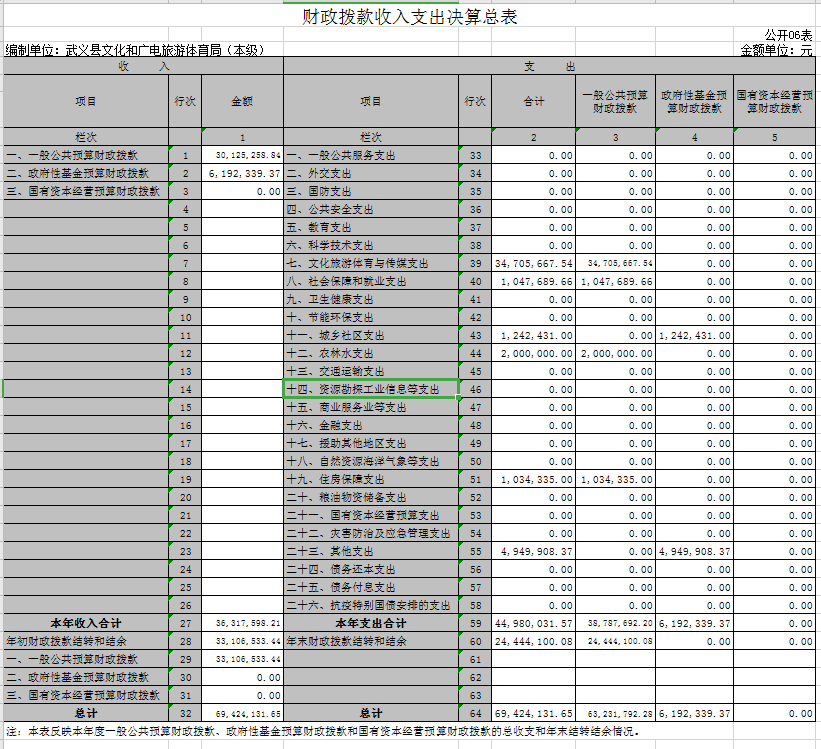 财政拨款收入支出决算总表
公开06表
编制单位：武义县文化和广电旅游体育局（本级） 金额单位：元
收 入 支 出
项目 行次 金额 项目 行次 合计 一般公共预算财政拨款 政府性基金预算财政拨款 国有资本经营预算财政拨款
栏次 1 栏次 2 3 4 5
一、一般公共预算财政拨款 1 30,125,258.84 一、一般公共服务支出 33 0.00 0.00 0.00 0.00
二、政府性基金预算财政拨款 2 6,192,339.37 二、外交支出 34 0.00 0.00 0.00 0.00
三、国有资本经营预算财政拨款 3 0.00 三、国防支出 35 0.00 0.00 0.00 0.00
4 四、公共安全支出 36 0.00 0.00 0.00 0.00
5 五、教育支出 37 0.00 0.00 0.00 0.00
6 六、科学技术支出 38 0.00 0.00 0.00 0.00
7 七、文化旅游体育与传媒支出 39 34,705,667.54 34,705,667.54 0.00 0.00
8 八、社会保障和就业支出 40 1,047,689.66 1,047,689.66 0.00 0.00
9 九、卫生健康支出 41 0.00 0.00 0.00 0.00
10 十、节能环保支出 42 0.00 0.00 0.00 0.00
11 十一、城乡社区支出 43 1,242,431.00 0.00 1,242,431.00 0.00
12 十二、农林水支出 44 2,000,000.00 2,000,000.00 0.00 0.00
13 十三、交通运输支出 45 0.00 0.00 0.00 0.00
14 十四、资源勘探工业信息等支出 46 0.00 0.00 0.00 0.00
15 十五、商业服务业等支出 47 0.00 0.00 0.00 0.00
16 十六、金融支出 48 0.00 0.00 0.00 0.00
17 十七、援助其他地区支出 49 0.00 0.00 0.00 0.00
18 十八、自然资源海洋气象等支出 50 0.00 0.00 0.00 0.00
19 十九、住房保障支出 51 1,034,335.00 1,034,335.00 0.00 0.00
20 二十、粮油物资储备支出 52 0.00 0.00 0.00 0.00
21 二十一、国有资本经营预算支出 53 0.00 0.00 0.00 0.00
22 二十二、灾害防治及应急管理支出 54 0.00 0.00 0.00 0.00
23 二十三、其他支出 55 4,949,908.37 0.00 4,949,908.37 0.00
24 二十四、债务还本支出 56 0.00 0.00 0.00 0.00
25 二十五、债务付息支出 57 0.00 0.00 0.00 0.00
26 二十六、抗疫特别国债安排的支出 58 0.00 0.00 0.00 0.00
本年收入合计 27 36,317,598.21 本年支出合计 59 44,980,031.57 38,787,692.20 6,192,339.37 0.00
年初财政拨款结转和结余 28 33,106,533.44 年末财政拨款结转和结余 60 24,444,100.08 24,444,100.08 0.00 0.00
一、一般公共预算财政拨款 29 33,106,533.44 61
二、政府性基金预算财政拨款 30 0.00 62
三、国有资本经营预算财政拨款 31 0.00 63
总计 32 69,424,131.65 总计 64 69,424,131.65 63,231,792.28 6,192,339.37 0.00
注：本表反映本年度一般公共预算财政拨款、政府性基金预算财政拨款和国有资本经营预算财政拨款的总收支和年末结转结余情况。